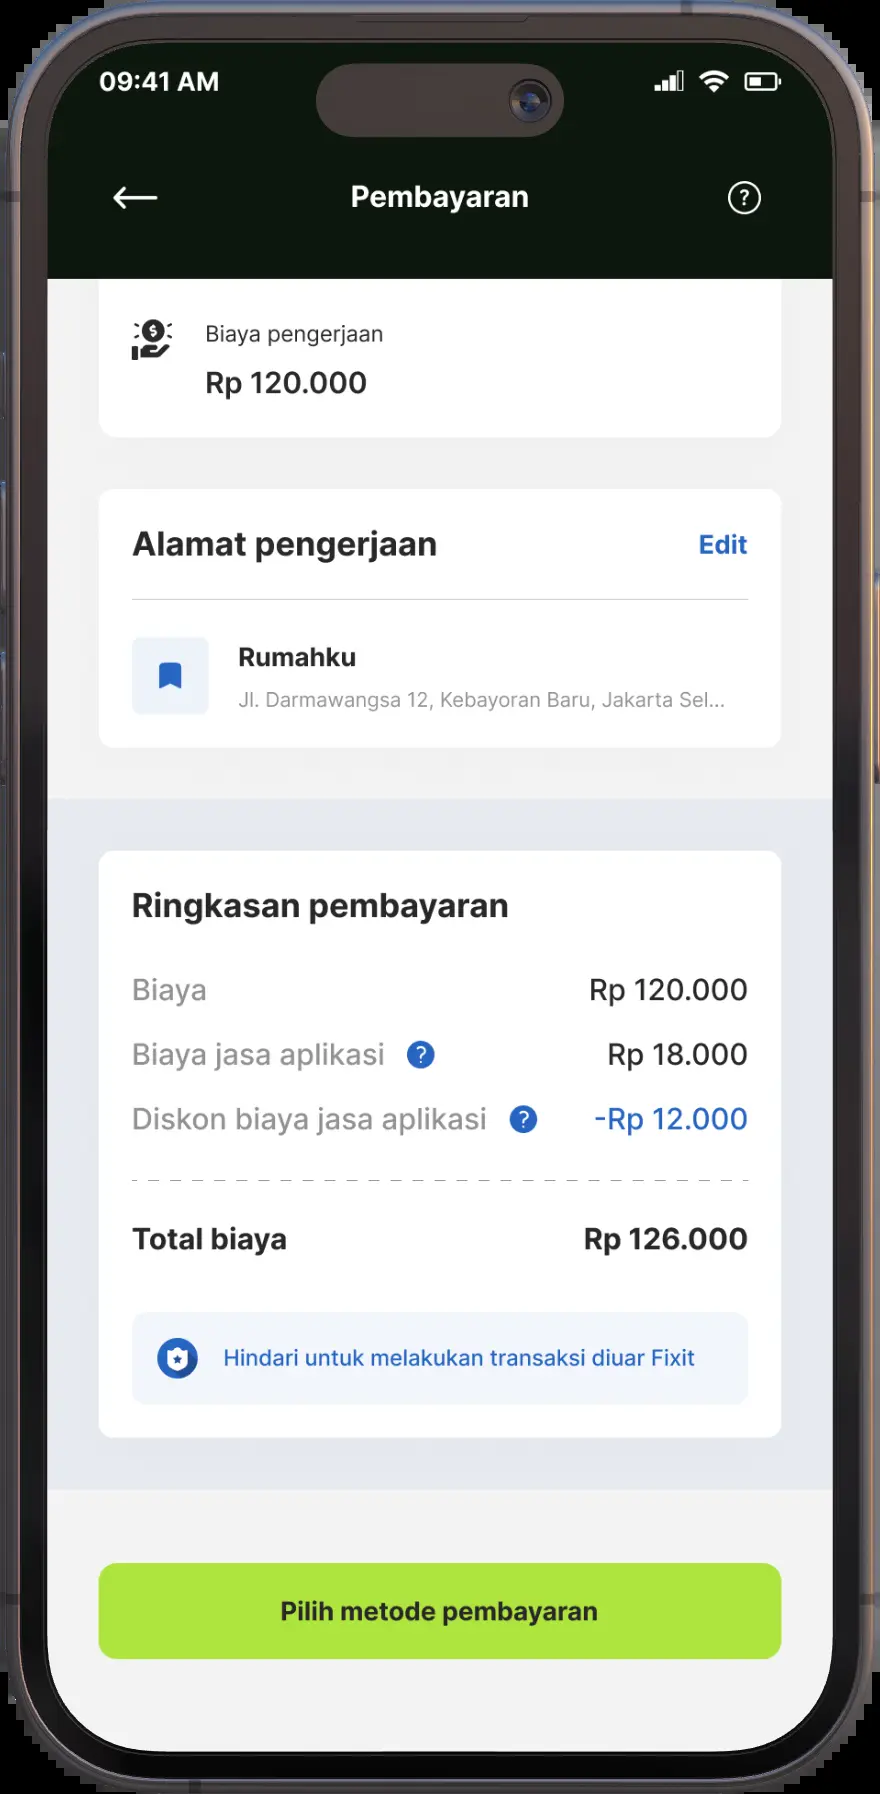 09:41 AM
Pembayaran
?
$
Biaya pengerjaan
Rp 120.000
Alamat pengerjaan
Edit
Rumahku
Jl. Darmawangsa 12, Kebayoran Baru, Jakarta Sel...
Ringkasan pembayaran
Biaya Rp 120.000
Biaya jasa aplikasi ? Rp 18.000
Diskon biaya jasa aplikasi ? -Rp 12.000
Total biaya Rp 126.000
Hindari untuk melakukan transaksi diuar Fixit
Pilih metode pembayaran